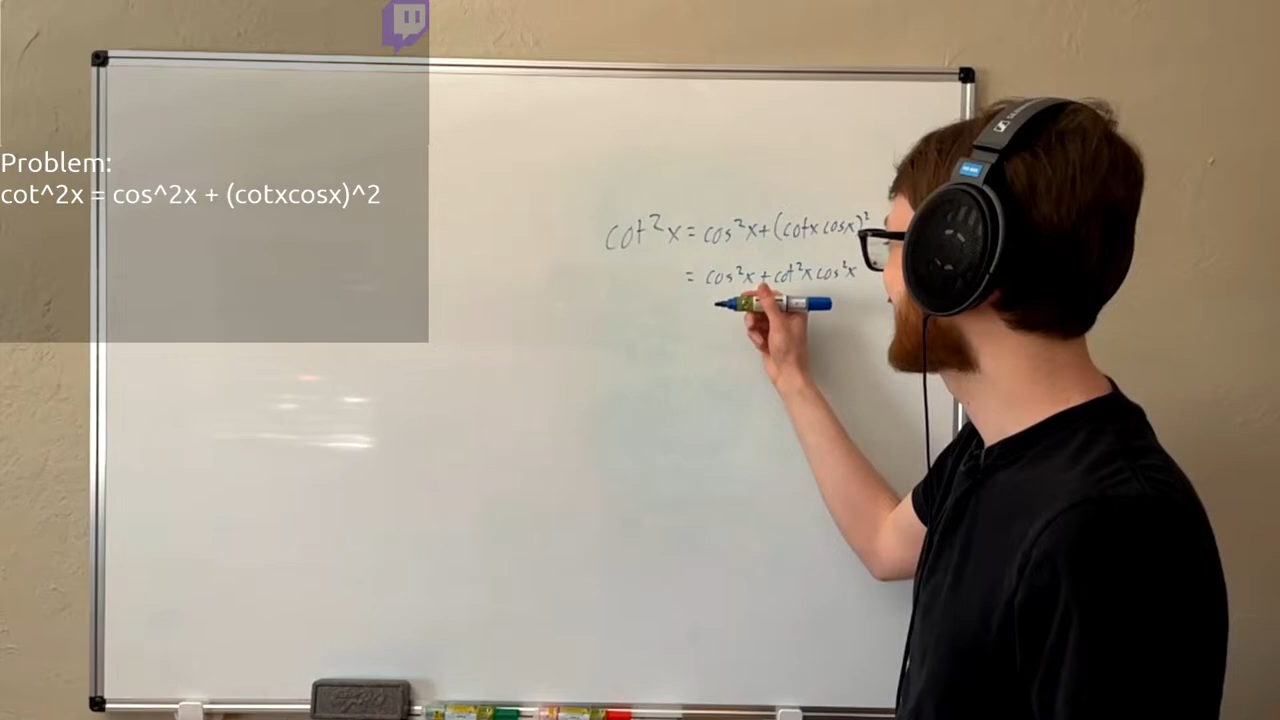 Problem:
cot^2x = cos^2x + (cotxcosx)^2
cot²x = cos²x + (cotx cosx)²
= cos²x + cot²x cos²x